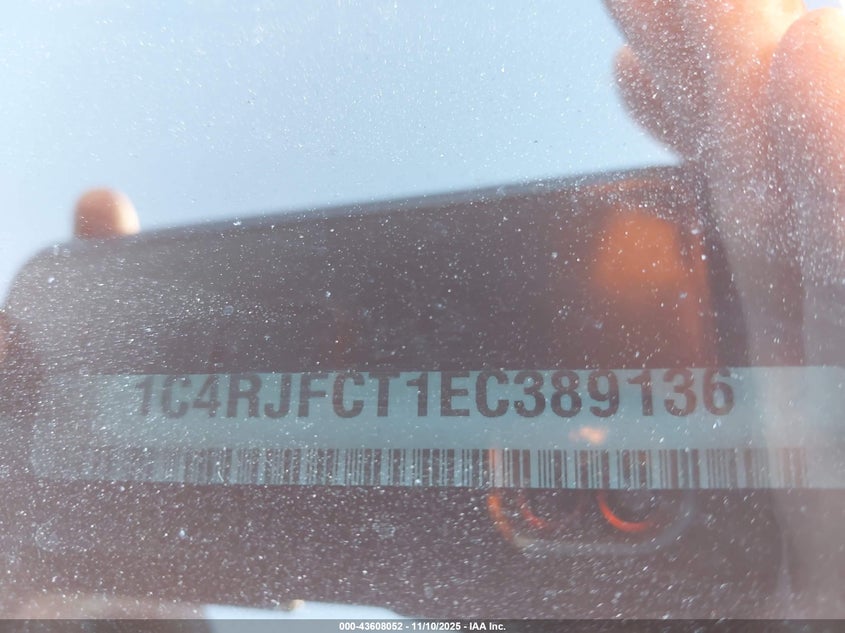 1C4RJFCT1EC389136
000-43608052 - 11/10/2025 - IAA Inc.